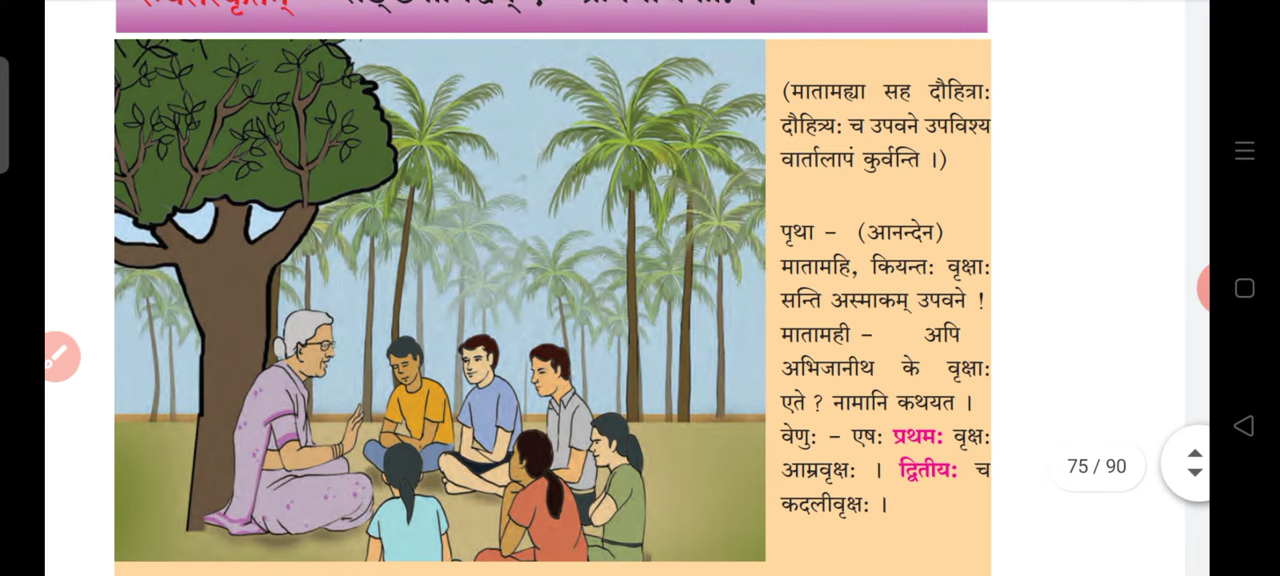 (मातामह्या सह दौहित्राः
दौहित्र्यः च उपवने उपविश्य
वार्तालापं कुर्वन्ति ।)
पृथा - (आनन्देन)
मातामहि, कियन्तः वृक्षाः
सन्ति अस्माकम् उपवने !
मातामही - अपि
अभिजानीथ के वृक्षाः
एते ? नामानि कथयत ।
वेणुः - एषः प्रथमः वृक्षः
आम्रवृक्षः । द्वितीयः च
कदलीवृक्षः ।
75 / 90